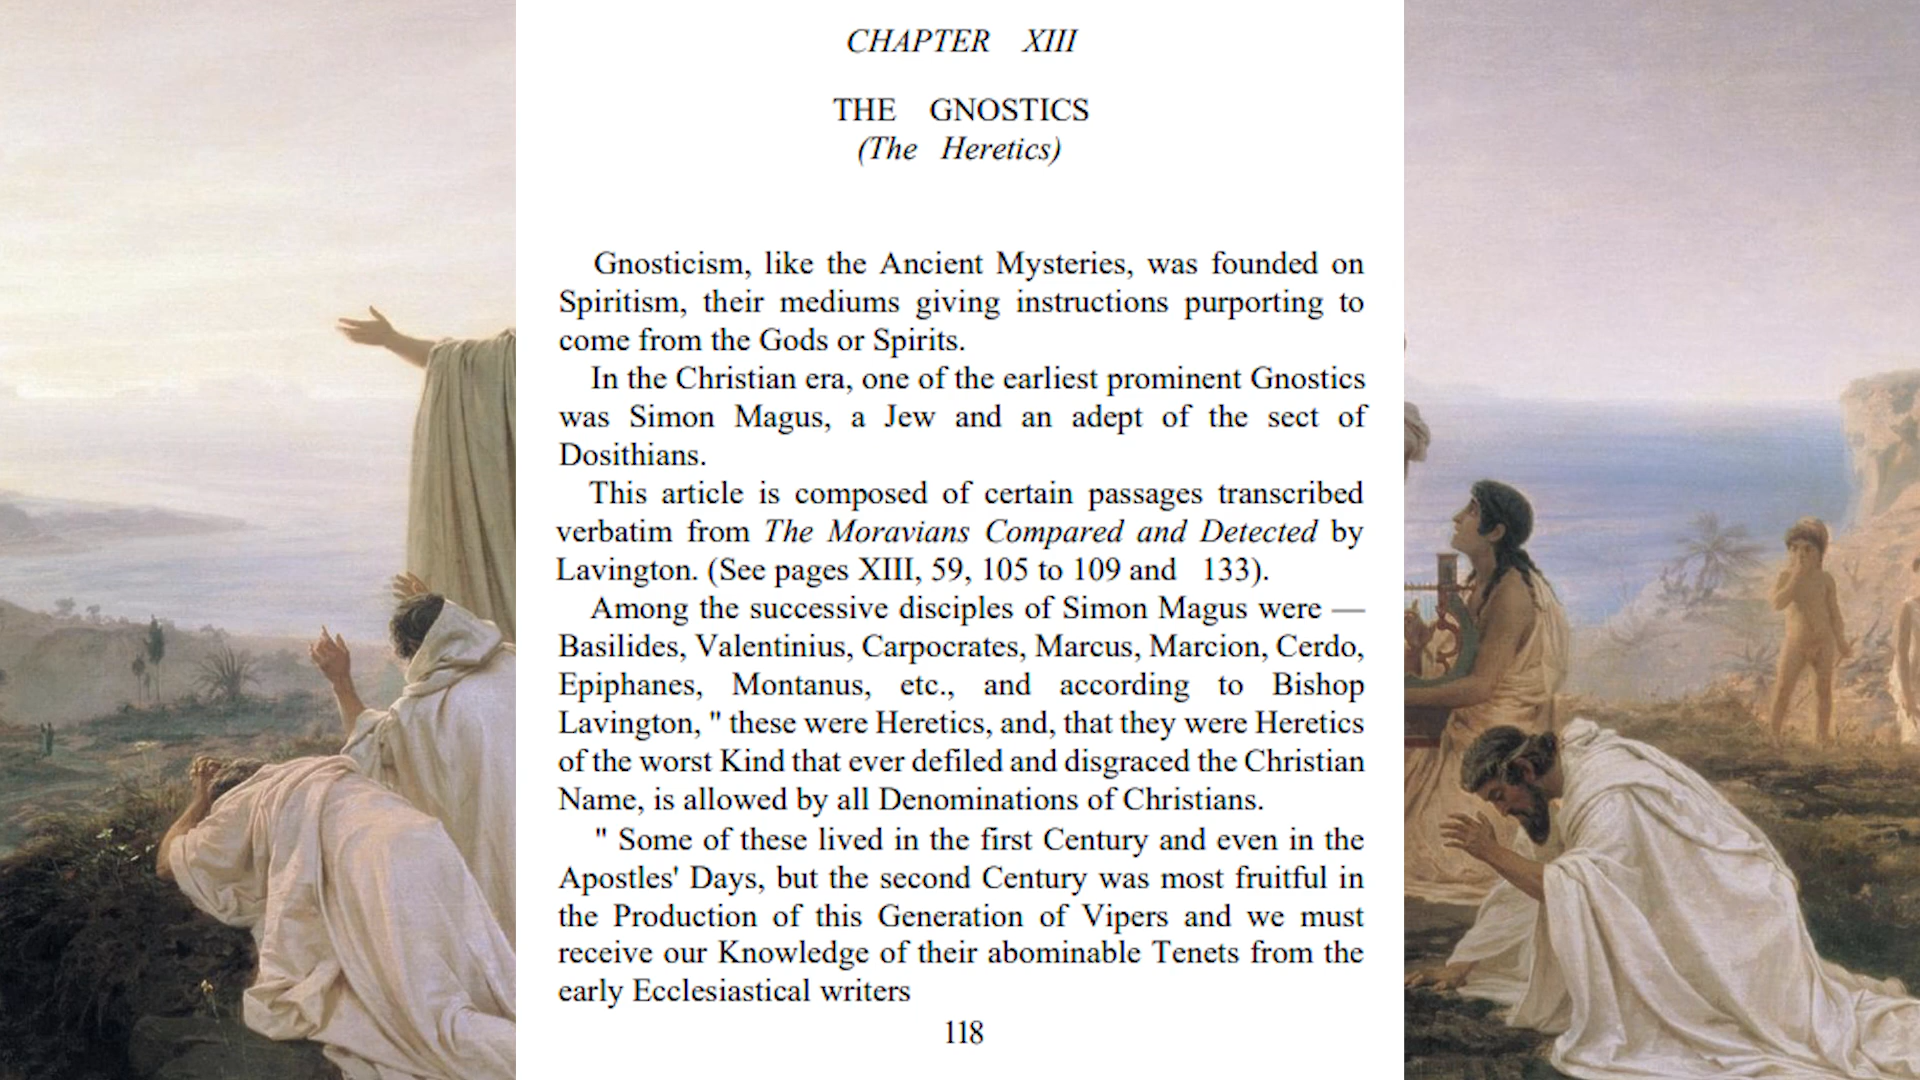 CHAPTER XIII
THE GNOSTICS
(The Heretics)
Gnosticism, like the Ancient Mysteries, was founded on
Spiritism, their mediums giving instructions purporting to
come from the Gods or Spirits.
In the Christian era, one of the earliest prominent Gnostics
was Simon Magus, a Jew and an adept of the sect of
Dosithians.
This article is composed of certain passages transcribed
verbatim from The Moravians Compared and Detected by
Lavington. (See pages XIII, 59, 105 to 109 and 133).
Among the successive disciples of Simon Magus were —
Basilides, Valentinius, Carpocrates, Marcus, Marcion, Cerdo,
Epiphanes, Montanus, etc., and according to Bishop
Lavington, " these were Heretics, and, that they were Heretics
of the worst Kind that ever defiled and disgraced the Christian
Name, is allowed by all Denominations of Christians.
" Some of these lived in the first Century and even in the
Apostles' Days, but the second Century was most fruitful in
the Production of this Generation of Vipers and we must
receive our Knowledge of their abominable Tenets from the
early Ecclesiastical writers
118